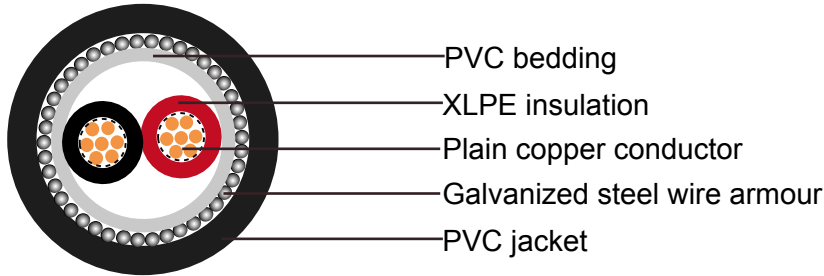 PVC bedding
XLPE insulation
Plain copper conductor
Galvanized steel wire armour
PVC jacket